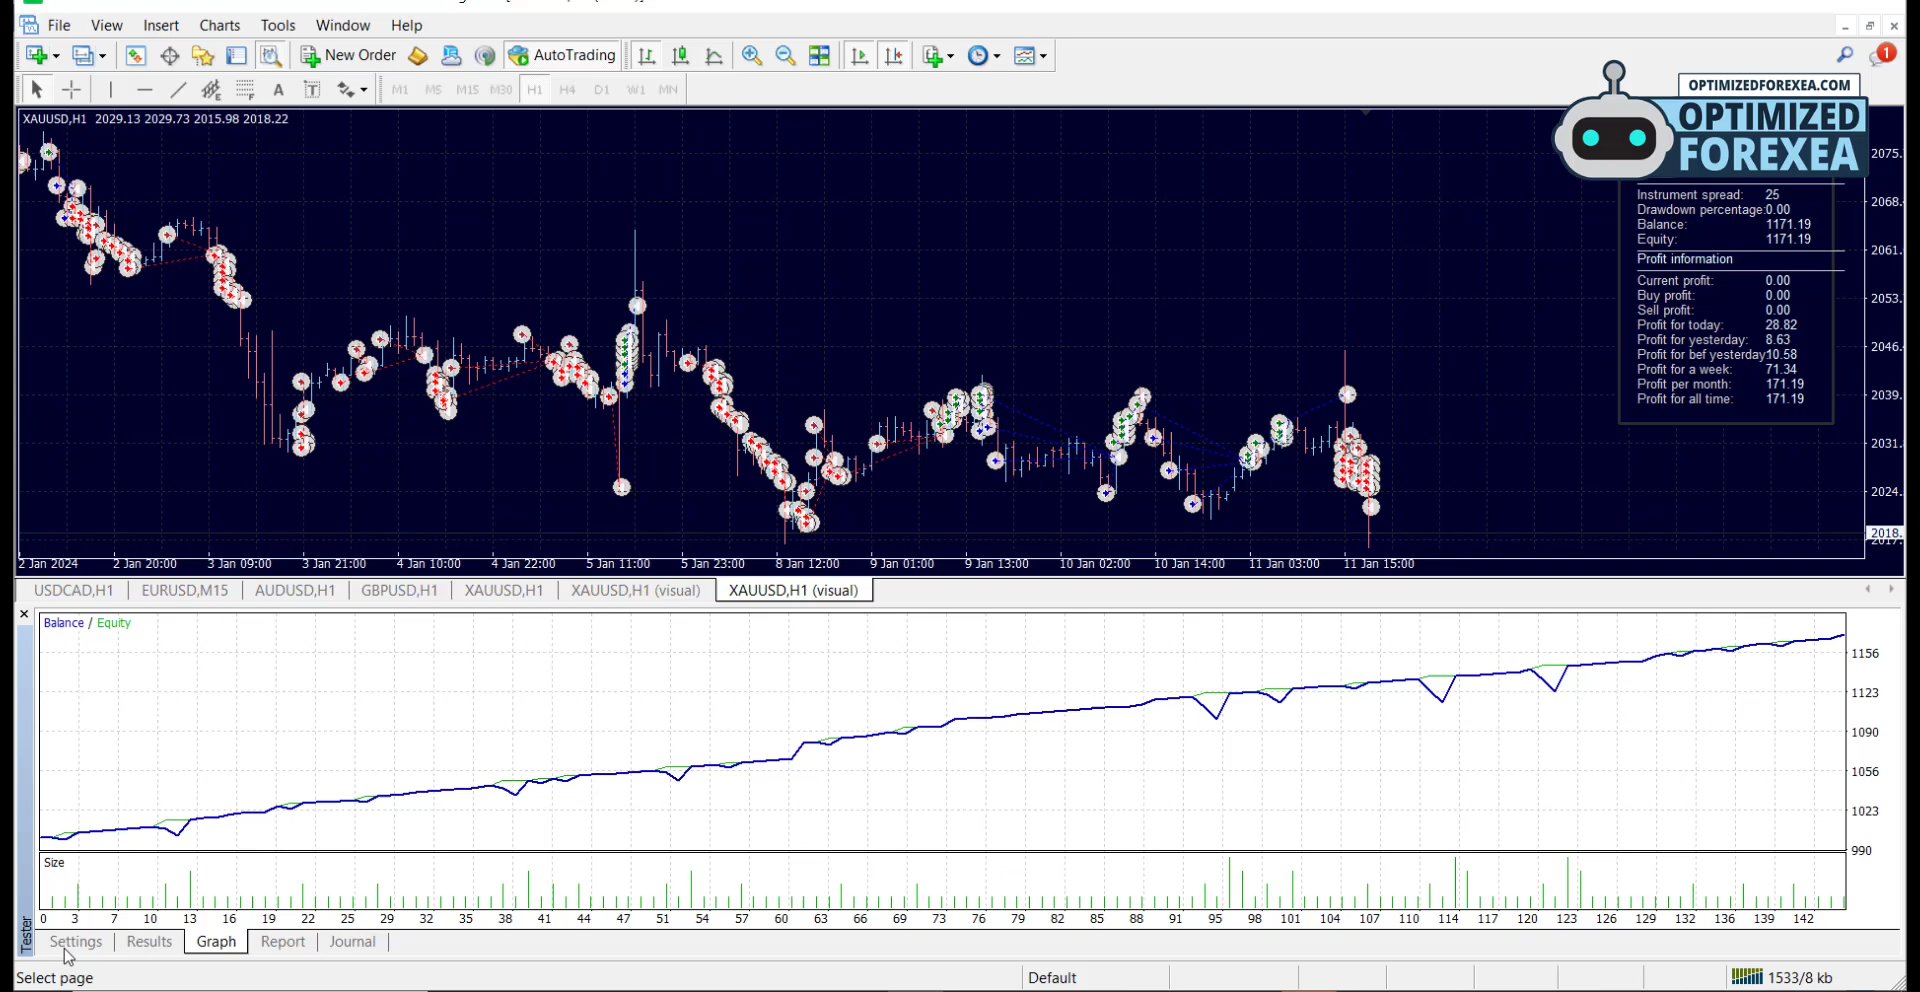 File View Insert Charts Tools Window Help
New Order AutoTrading
1
A T M1 M5 M15 M30 H1 H4 D1 W1 MN
OPTIMIZEDFOREXEA.COM
OPTIMIZED
FOREXEA
XAUUSD,H1 2029.13 2029.73 2015.98 2018.22
Instrument spread: 25
Drawdown percentage:0.00
Balance: 1171.19
Equity: 1171.19
Profit information
Current profit: 0.00
Buy profit: 0.00
Sell profit: 0.00
Profit for today: 28.82
Profit for yesterday: 8.63
Profit for bef yesterday10.58
Profit for a week: 71.34
Profit per month: 171.19
Profit for all time: 171.19
2075.
2068.
2061.
2053.
2046.
2039.
2031.
2024.
2018.
2017.
2 Jan 2024 2 Jan 20:00 3 Jan 09:00 3 Jan 21:00 4 Jan 10:00 4 Jan 22:00 5 Jan 11:00 5 Jan 23:00 8 Jan 12:00 9 Jan 01:00 9 Jan 13:00 10 Jan 02:00 10 Jan 14:00 11 Jan 03:00 11 Jan 15:00
USDCAD,H1 EURUSD,M15 AUDUSD,H1 GBPUSD,H1 XAUUSD,H1 XAUUSD,H1 (visual) XAUUSD,H1 (visual)
Balance / Equity
1156
1123
1090
1056
1023
990
Size
0 3 7 10 13 16 19 22 25 29 32 35 38 41 44 47 51 54 57 60 63 66 69 73 76 79 82 85 88 91 95 98 101 104 107 110 114 117 120 123 126 129 132 136 139 142
Tester
Settings Results Graph Report Journal
Select page Default 1533/8 kb